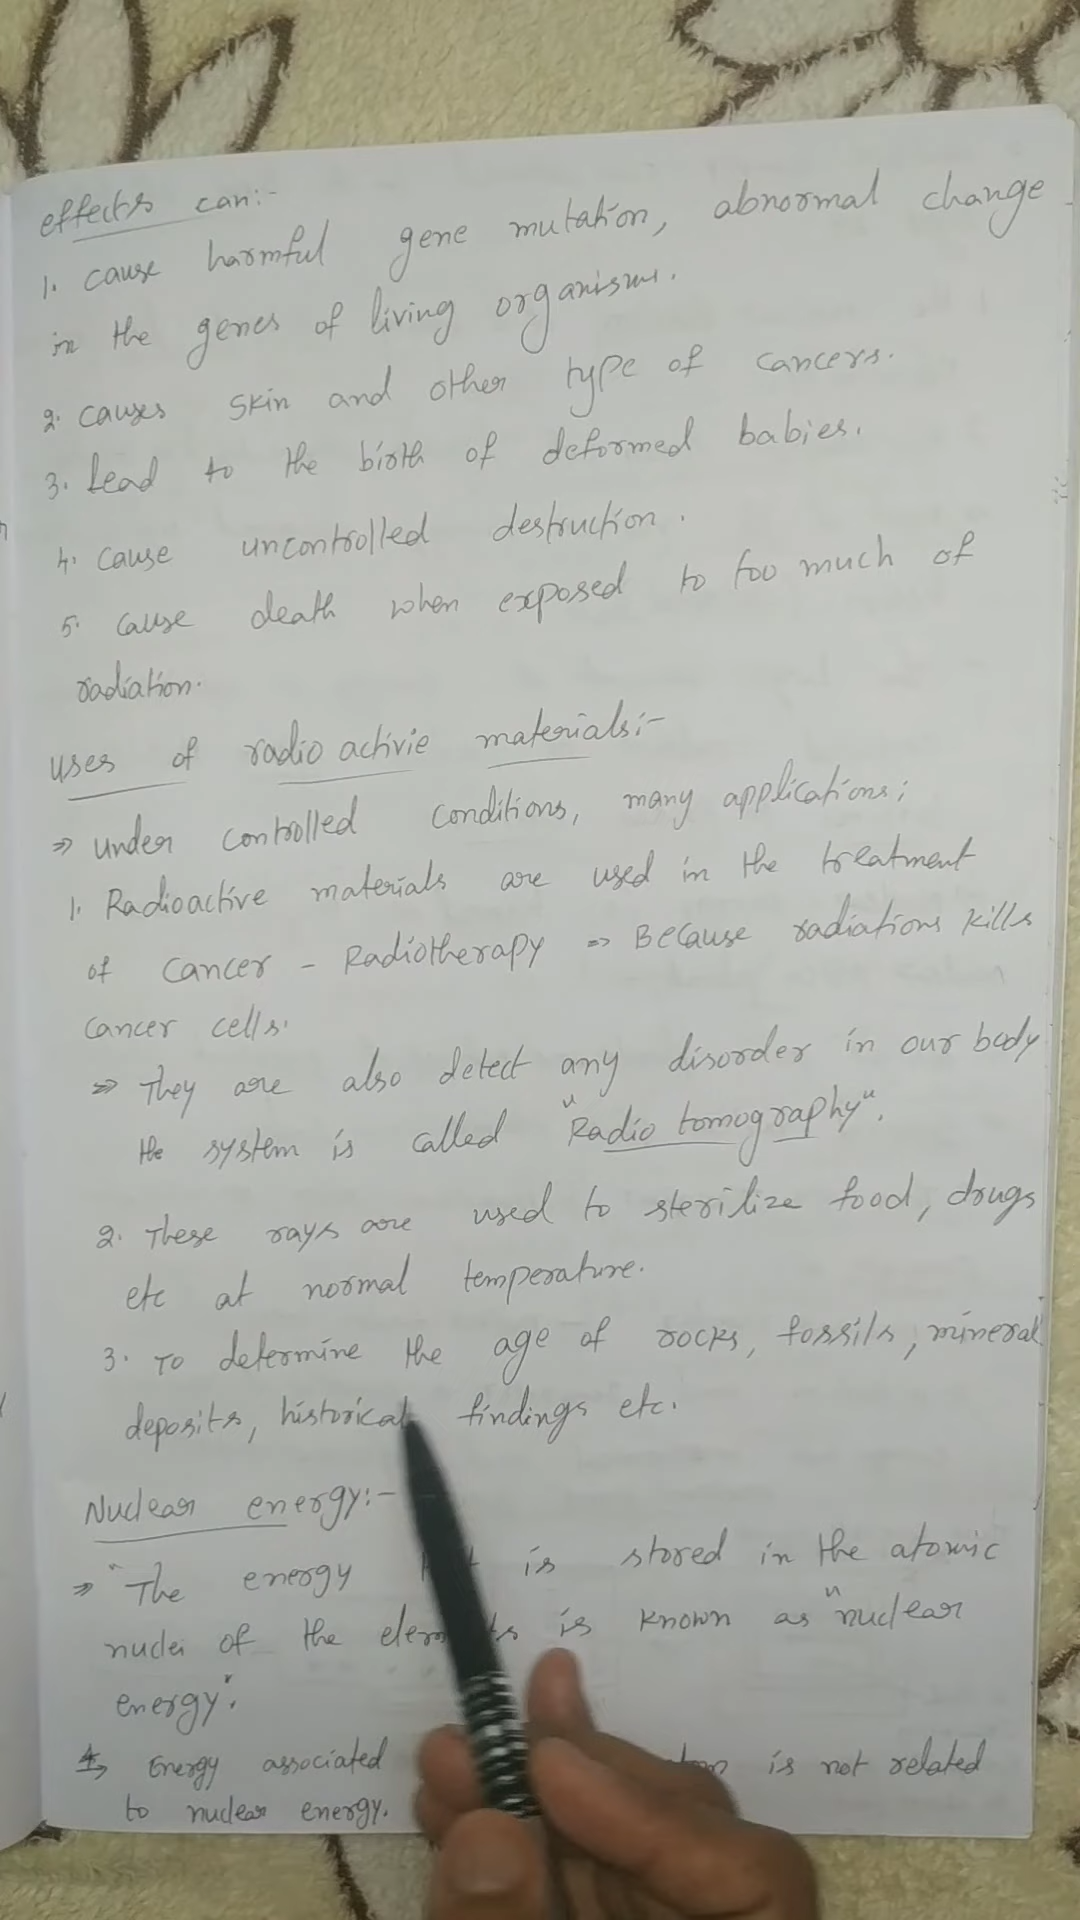 effects can:-
1. cause harmful gene mutation, abnormal change
in the genes of living organisms.
2. causes skin and other type of cancers.
3. Lead to the birth of deformed babies.
4. cause uncontrolled destruction.
5. cause death when exposed to too much of
radiation.
uses of radio activie materials:-
⇒ under controlled conditions, many applications;
1. Radioactive materials are used in the treatment
of cancer - Radiotherapy ⇒ Because radiations kills
cancer cells.
⇒ They are also detect any disorder in our body
the system is called "Radio tomography".
2. These rays are used to sterilize food, drugs
etc at normal temperature.
3. To determine the age of rocks, fossils, mineral
deposits, historical findings etc.
Nuclear energy:-
⇒ "The energy is stored in the atomic
nuclei of the is known as "nuclear
energy".
↳ Energy associated is not related
to nuclear energy.